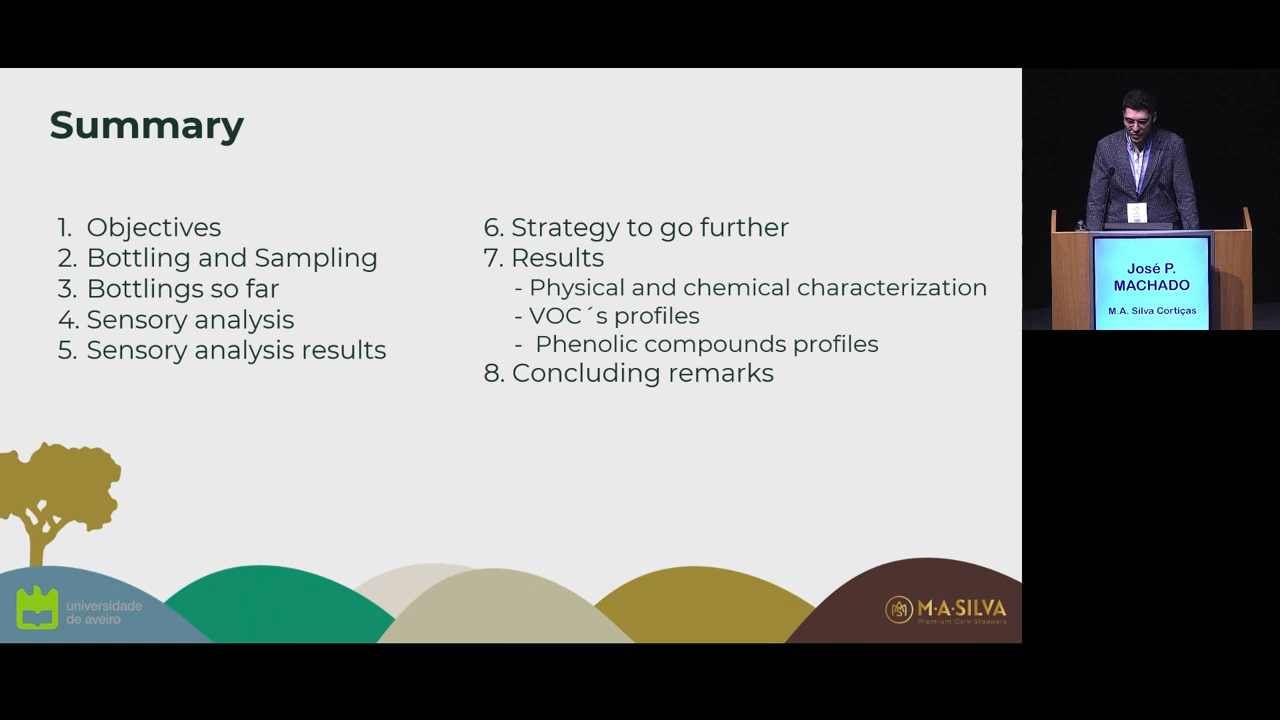 Summary
1. Objectives
2. Bottling and Sampling
3. Bottlings so far
4. Sensory analysis
5. Sensory analysis results
6. Strategy to go further
7. Results
- Physical and chemical characterization
- VOC´s profiles
- Phenolic compounds profiles
8. Concluding remarks
universidade
de aveiro
M·A·SILVA
Premium Cork Stoppers
José P.
MACHADO
M.A. Silva Cortiças